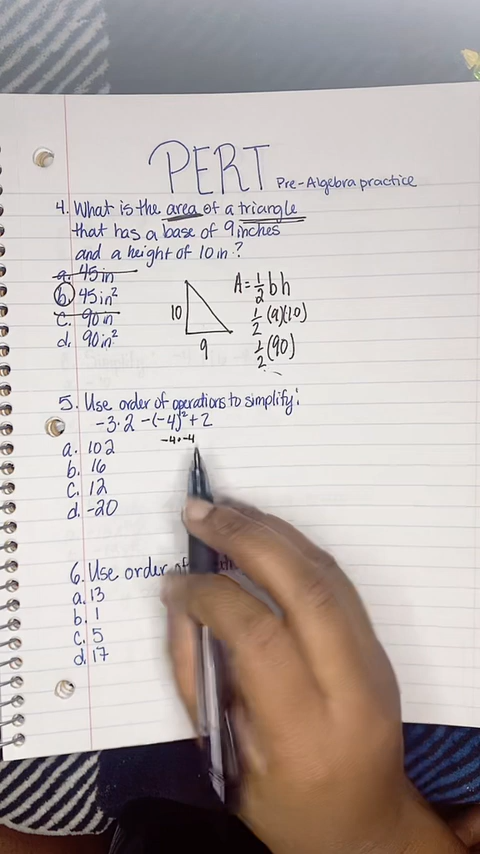 PERT Pre-Algebra practice
4. What is the area of a triangle
that has a base of 9 inches
and a height of 10 in?
a. 45 in
b. 45 in²
c. 90 in
d. 90 in²
A = 1/2 bh
1/2 (9)(10)
1/2 (90)
10
9
5. Use order of operations to simplify:
-3·2 -(-4)² + 2
-4·-4
a. 102
b. 16
c. 12
d. -20
6. Use order of
a. 13
b. 1
c. 5
d. 17